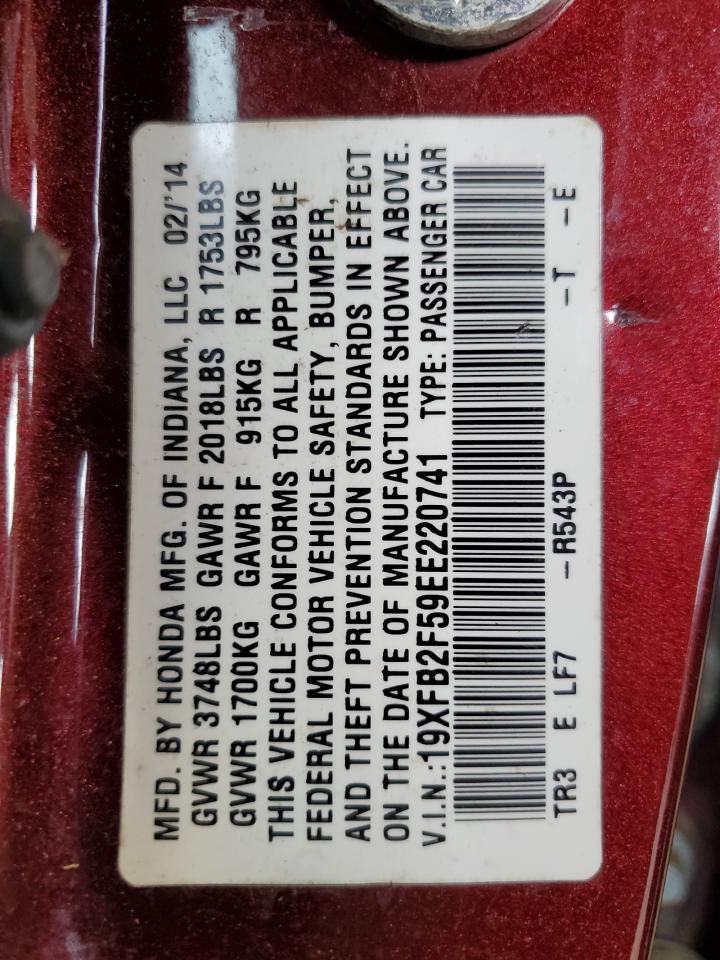 MFD. BY HONDA MFG. OF INDIANA, LLC 02/'14
GVWR 3748LBS GAWR F 2018LBS R 1753LBS
GVWR 1700KG GAWR F 915KG R 795KG
THIS VEHICLE CONFORMS TO ALL APPLICABLE
FEDERAL MOTOR VEHICLE SAFETY, BUMPER,
AND THEFT PREVENTION STANDARDS IN EFFECT
ON THE DATE OF MANUFACTURE SHOWN ABOVE.
V.I.N.:19XFB2F59EE220741 TYPE: PASSENGER CAR
TR3 E LF7 –R543P –T –E